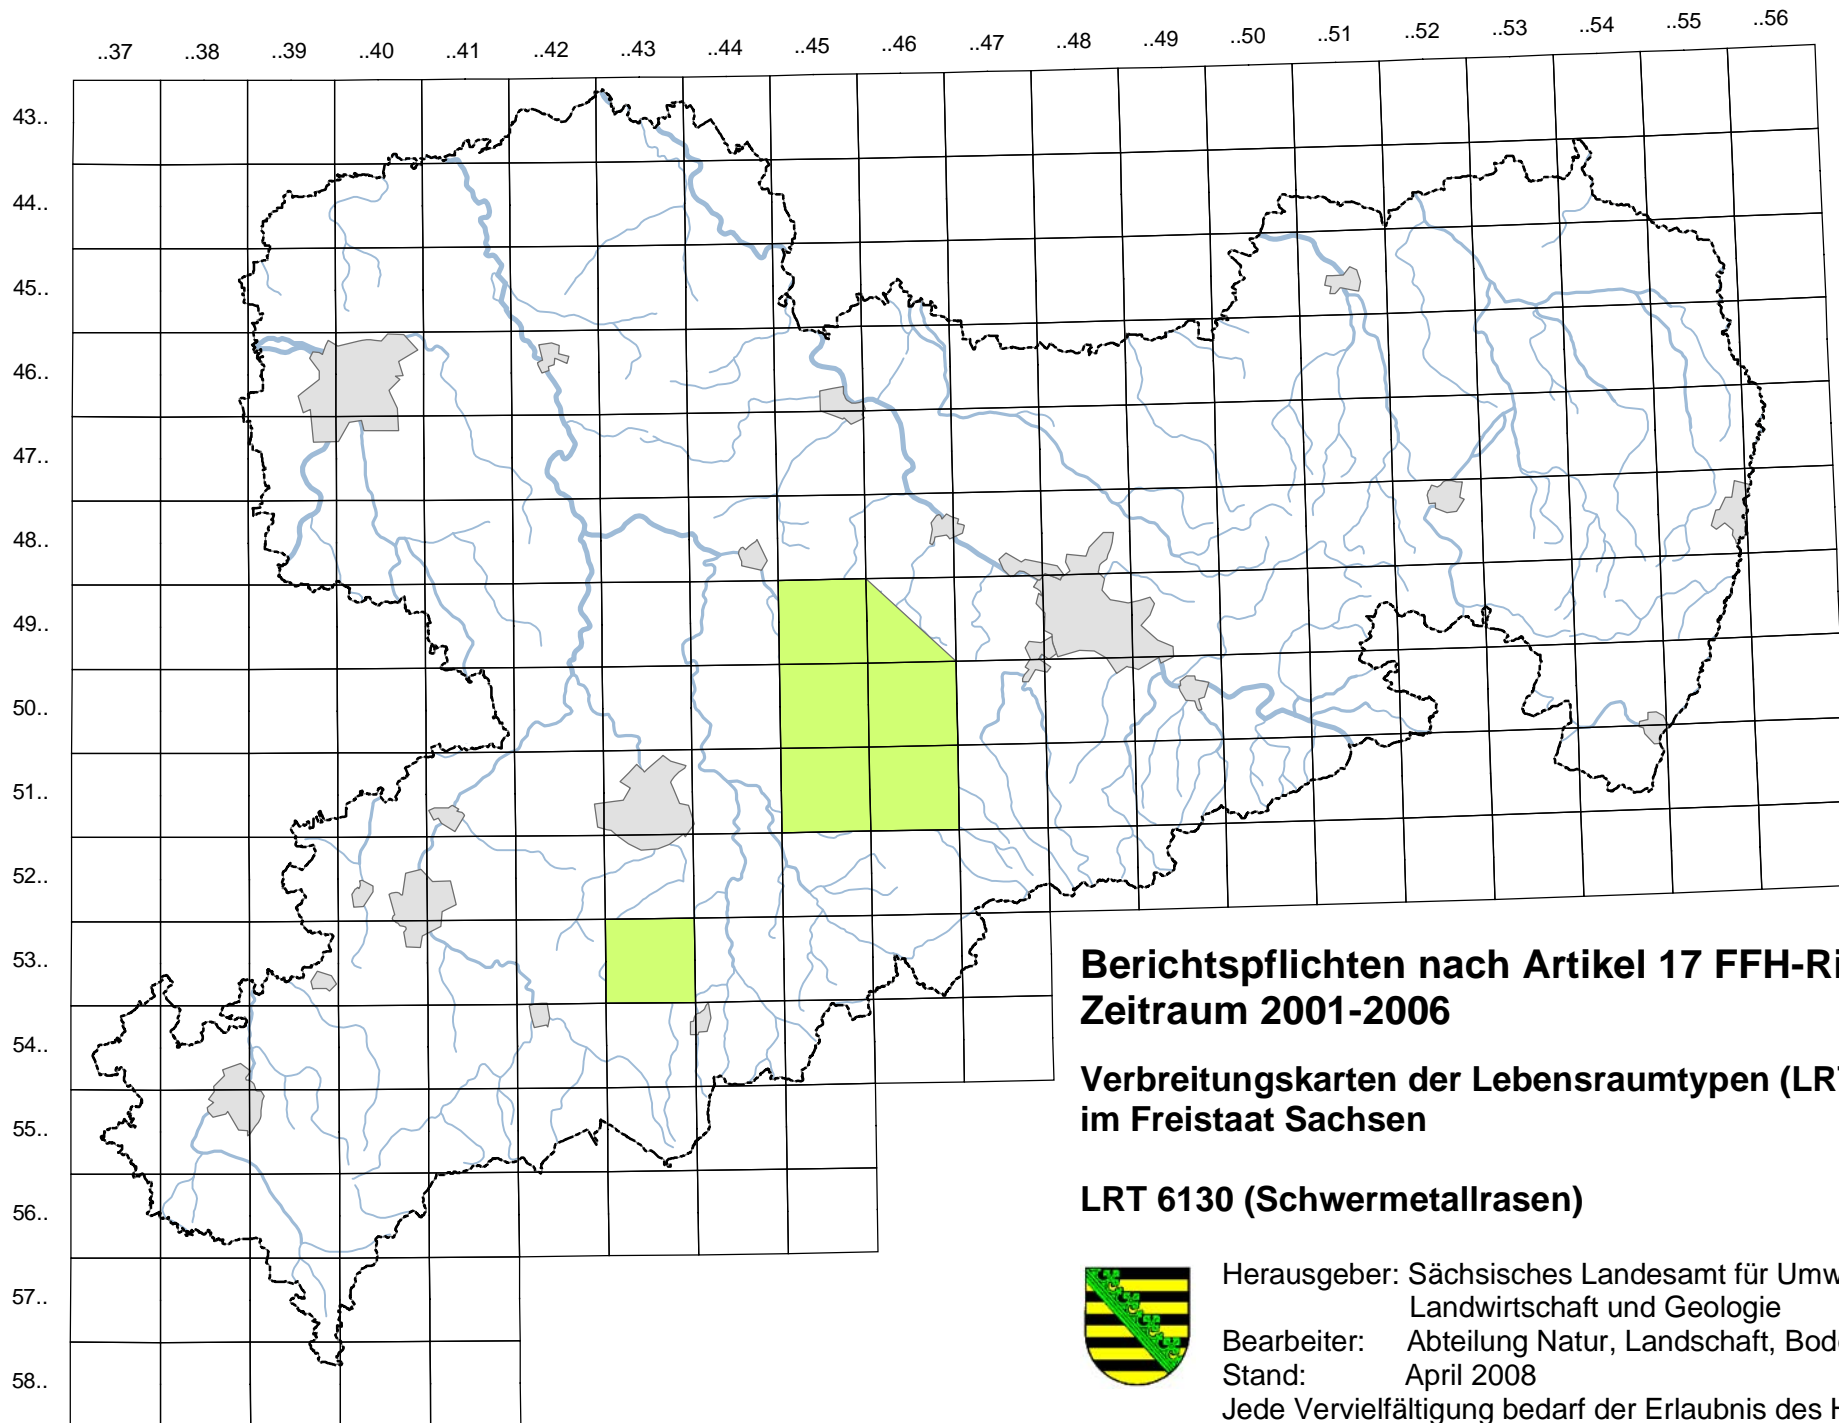 ..37 ..38 ..39 ..40 ..41 ..42 ..43 ..44 ..45 ..46 ..47 ..48 ..49 ..50 ..51 ..52 ..53 ..54 ..55 ..56
43..
44..
45..
46..
47..
48..
49..
50..
51..
52..
53..
54..
55..
56..
57..
58..
Berichtspflichten nach Artikel 17 FFH-Ri
Zeitraum 2001-2006
Verbreitungskarten der Lebensraumtypen (LRT
im Freistaat Sachsen
LRT 6130 (Schwermetallrasen)
Herausgeber: Sächsisches Landesamt für Umw
Landwirtschaft und Geologie
Bearbeiter: Abteilung Natur, Landschaft, Bod
Stand: April 2008
Jede Vervielfältigung bedarf der Erlaubnis des H